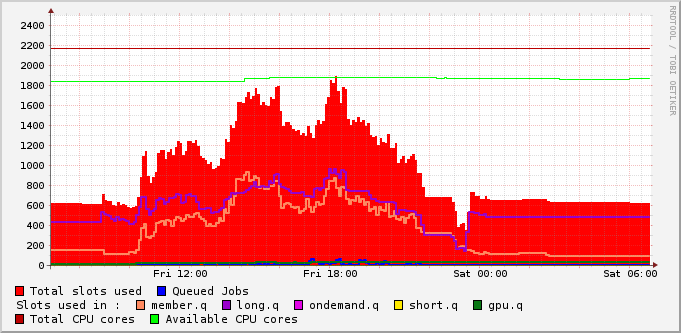 2400
2200
2000
1800
1600
1400
1200
1000
800
600
400
200
0
Fri 12:00 Fri 18:00 Sat 00:00 Sat 06:00
RRDTOOL / TOBI OETIKER
Total slots used Queued Jobs
Slots used in : member.q long.q ondemand.q short.q gpu.q
Total CPU cores Available CPU cores